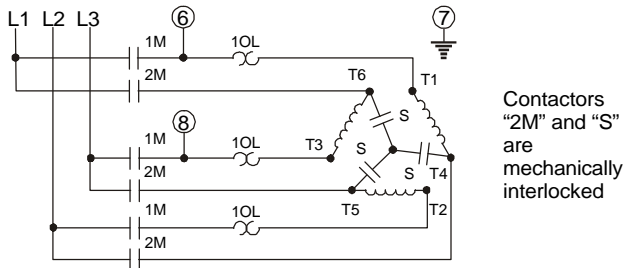 L1 L2 L3
6
7
1M
1OL
2M
T6
T1
S
1M
8
1OL
T3
S
2M
S
T4
T5
T2
1M
1OL
2M
Contactors
“2M” and “S”
are
mechanically
interlocked